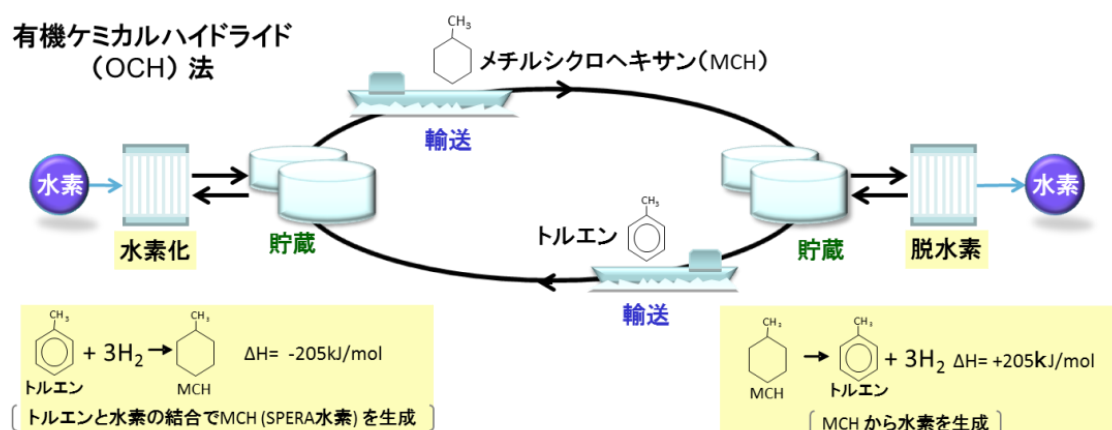 有機ケミカルハイドライド
(OCH) 法
CH₃
メチルシクロヘキサン(MCH)
輸送
水素
水素化
貯蔵
トルエン
CH₃
輸送
貯蔵
脱水素
水素
CH₃
CH₃
+ 3H₂
ΔH= -205kJ/mol
トルエン
MCH
トルエンと水素の結合でMCH (SPERA水素) を生成
CH₃
CH₃
+ 3H₂ ΔH= +205kJ/mol
MCH
トルエン
MCH から水素を生成